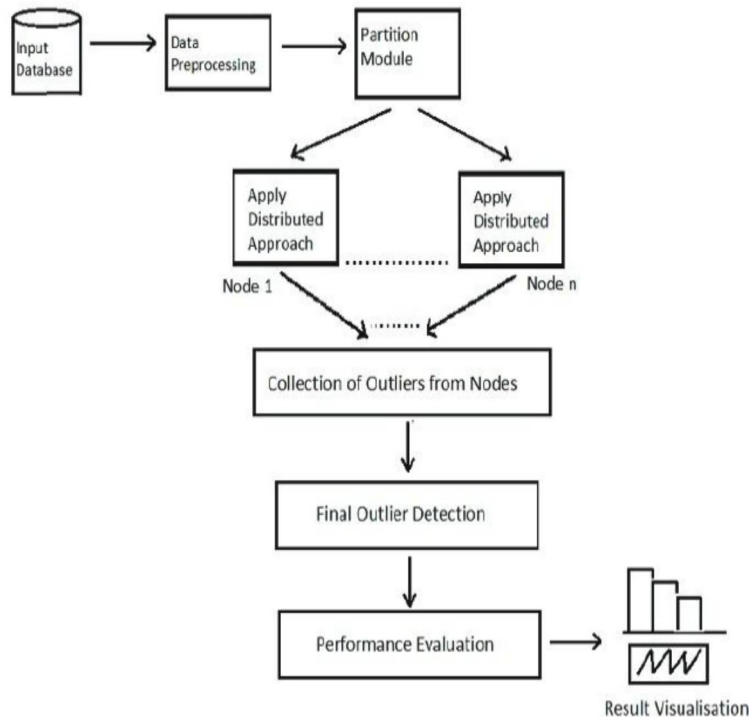 Input
Database
Data
Preprocessing
Partition
Module
Apply
Distributed
Approach
Apply
Distributed
Approach
Node 1
Node n
Collection of Outliers from Nodes
Final Outlier Detection
Performance Evaluation
Result Visualisation